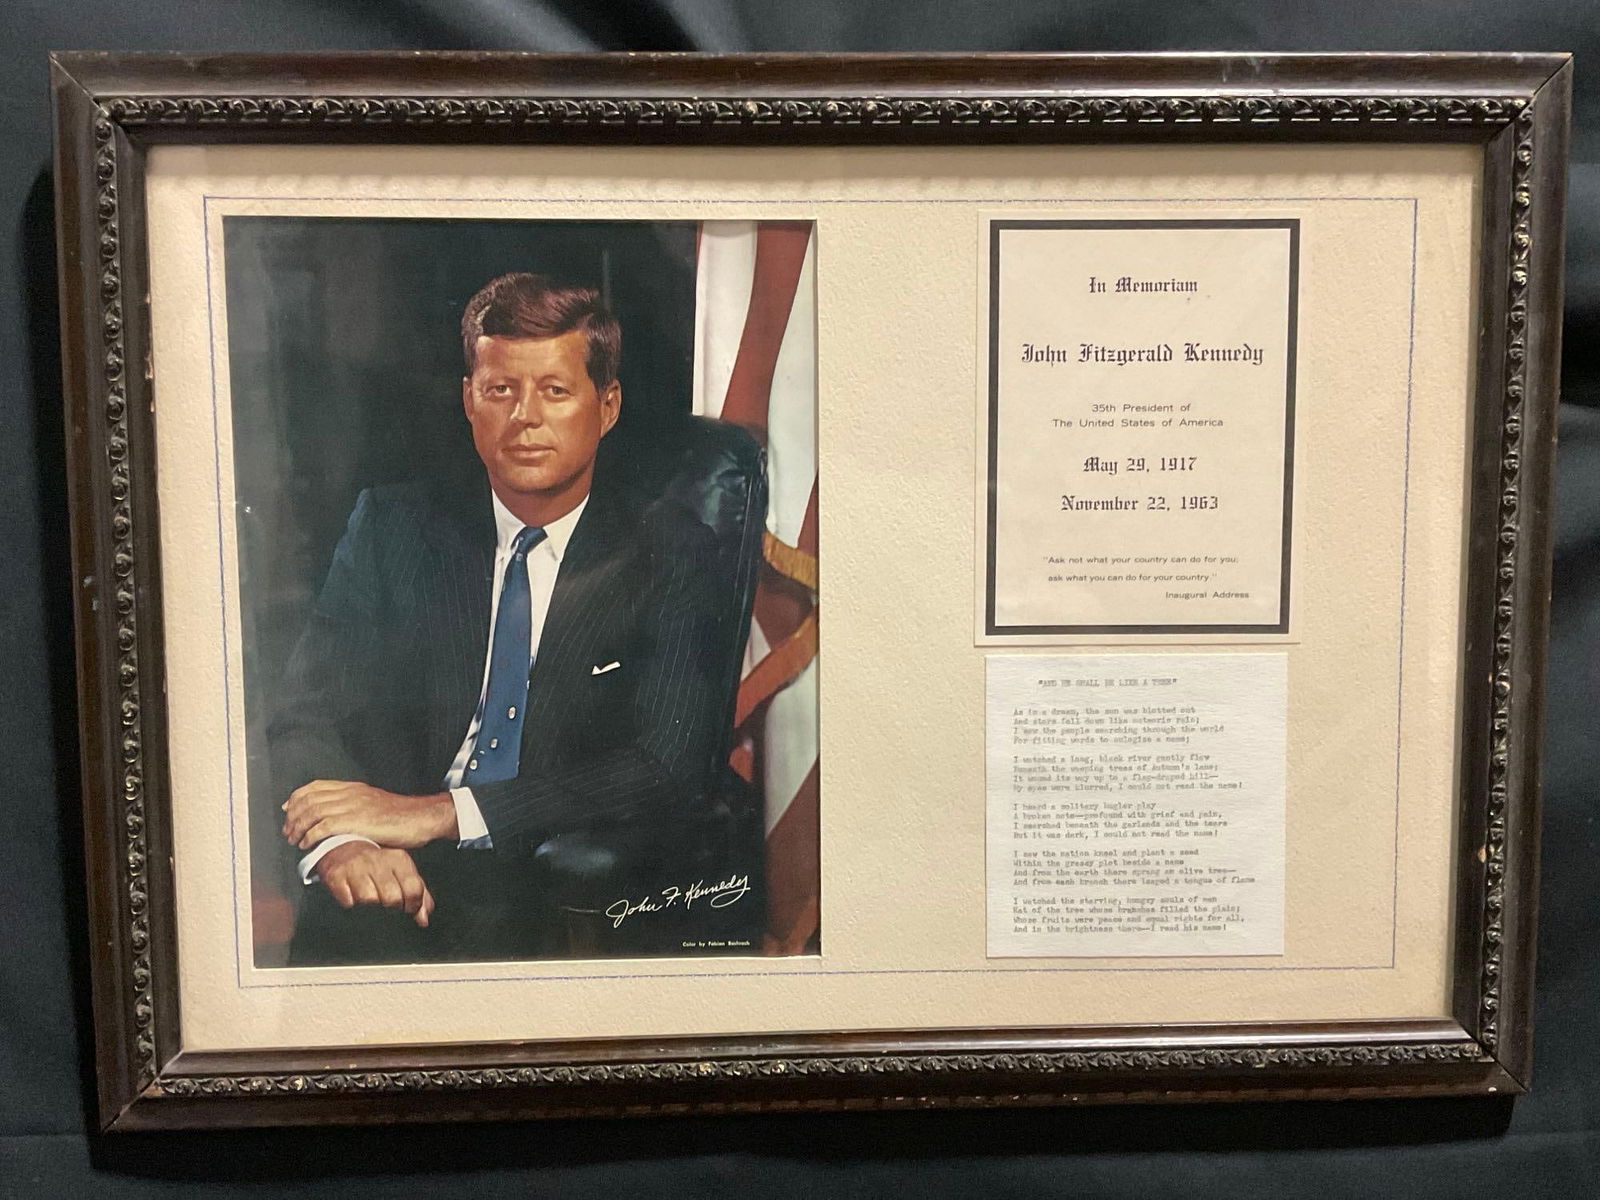 John F. Kennedy
Color by Fabian Bachrach
In Memoriam
John Fitzgerald Kennedy
35th President of
The United States of America
May 29, 1917
November 22, 1963
"Ask not what your country can do for you;
ask what you can do for your country."
Inaugural Address
"AND HE SHALL BE LIKE A TREE"
As in a dream, the sun was blotted out
And stars fell down like meteoric rain;
I saw the people searching through the world
For fitting words to eulogize a name;
I watched a long, black river gently flow
Beneath the weeping trees of Autumn's lane;
It wound its way up to a flag-draped hill—
My eyes were blurred, I could not read the name!
I heard a solitary bugler play
A broken note—profound with grief and pain,
I searched beneath the garlands and the tears
But it was dark, I could not read the name!
I saw the nation kneel and plant a seed
Within the grassy plot beside a name
And from the earth there sprang an olive tree—
And from each branch there leaped a tongue of flame
I watched the starving, hungry souls of men
Eat of the tree whose branches filled the plain;
Whose fruits were peace and equal rights for all,
And in the brightness there—I read his name!